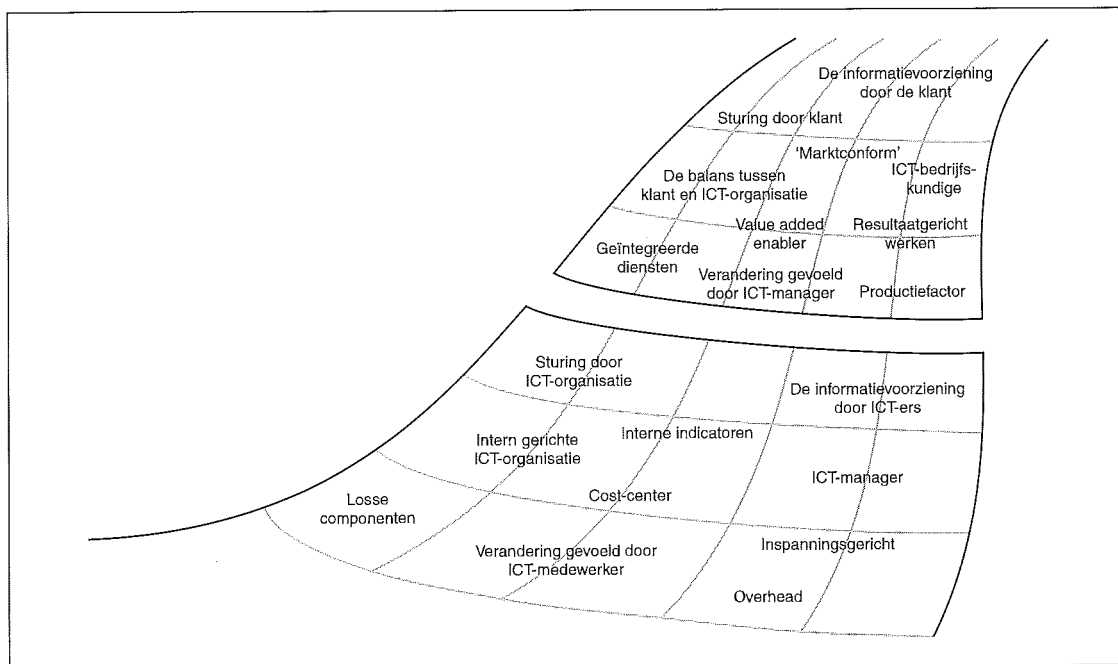 De informatievoorziening
door de klant
Sturing door klant
'Marktconform'
De balans tussen
klant en ICT-organisatie
ICT-bedrijfs-
kundige
Value added
enabler
Resultaatgericht
werken
Geïntegreerde
diensten
Verandering gevoeld
door ICT-manager
Productiefactor
Sturing door
ICT-organisatie
De informatievoorziening
door ICT-ers
Intern gerichte
ICT-organisatie
Interne indicatoren
ICT-manager
Losse
componenten
Cost-center
Verandering gevoeld door
ICT-medewerker
Inspanningsgericht
Overhead